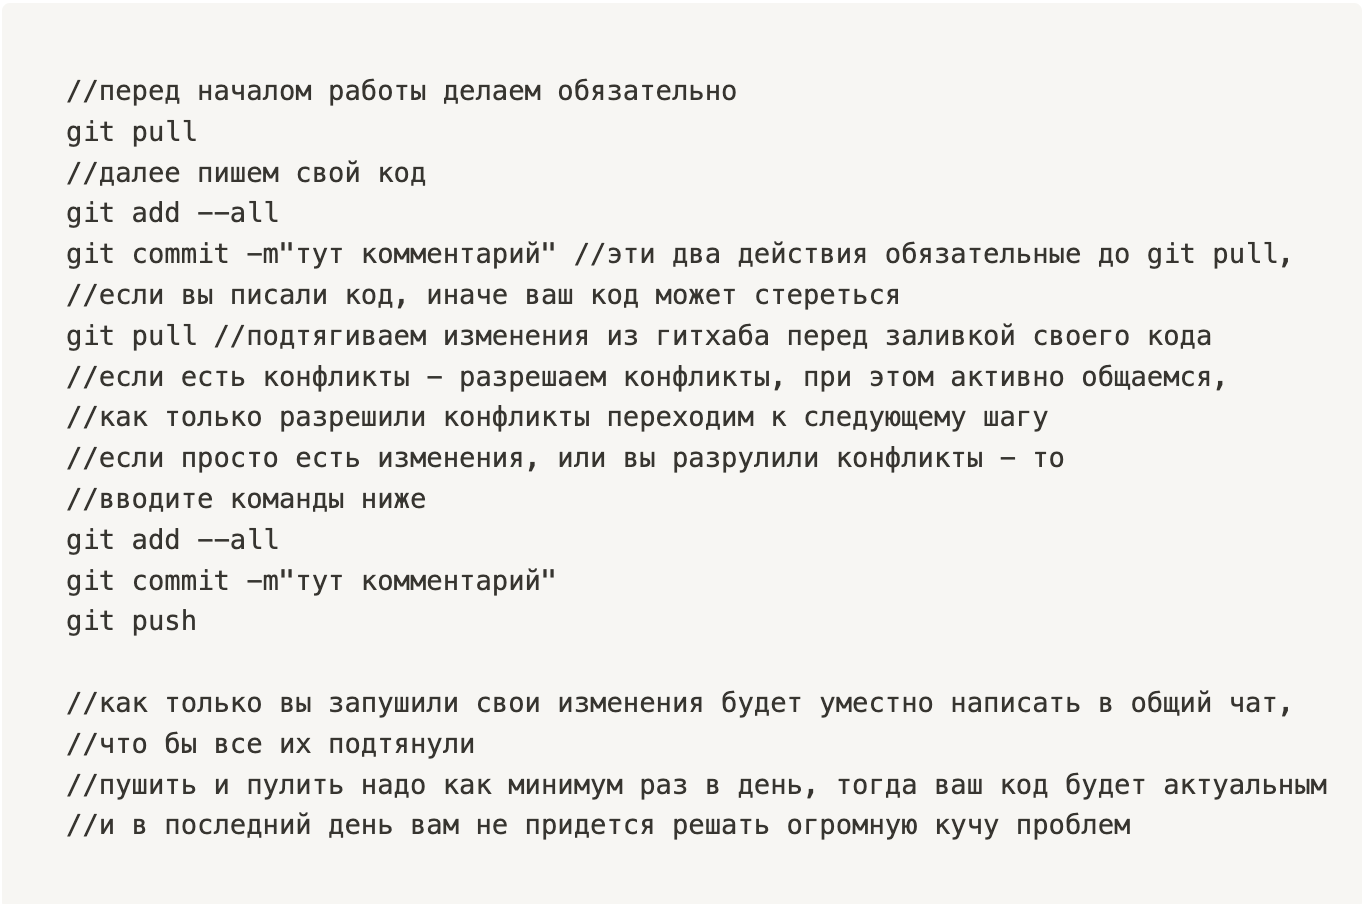 //перед началом работы делаем обязательно
git pull
//далее пишем свой код
git add --all
git commit -m"тут комментарий" //эти два действия обязательные до git pull,
//если вы писали код, иначе ваш код может стереться
git pull //подтягиваем изменения из гитхаба перед заливкой своего кода
//если есть конфликты - разрешаем конфликты, при этом активно общаемся,
//как только разрешили конфликты переходим к следующему шагу
//если просто есть изменения, или вы разрулили конфликты - то
//вводите команды ниже
git add --all
git commit -m"тут комментарий"
git push
//как только вы запушили свои изменения будет уместно написать в общий чат,
//что бы все их подтянули
//пушить и пулить надо как минимум раз в день, тогда ваш код будет актуальным
//и в последний день вам не придется решать огромную кучу проблем